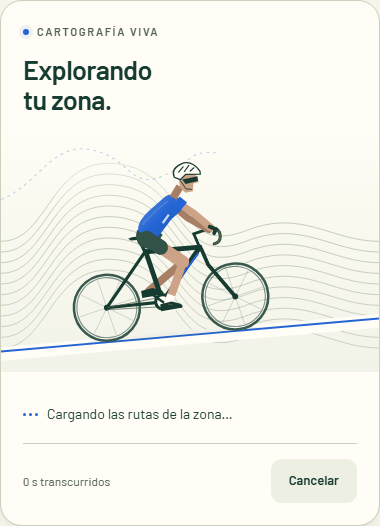 CARTOGRAFÍA VIVA
Explorando
tu zona.
Cargando las rutas de la zona...
0 s transcurridos
Cancelar